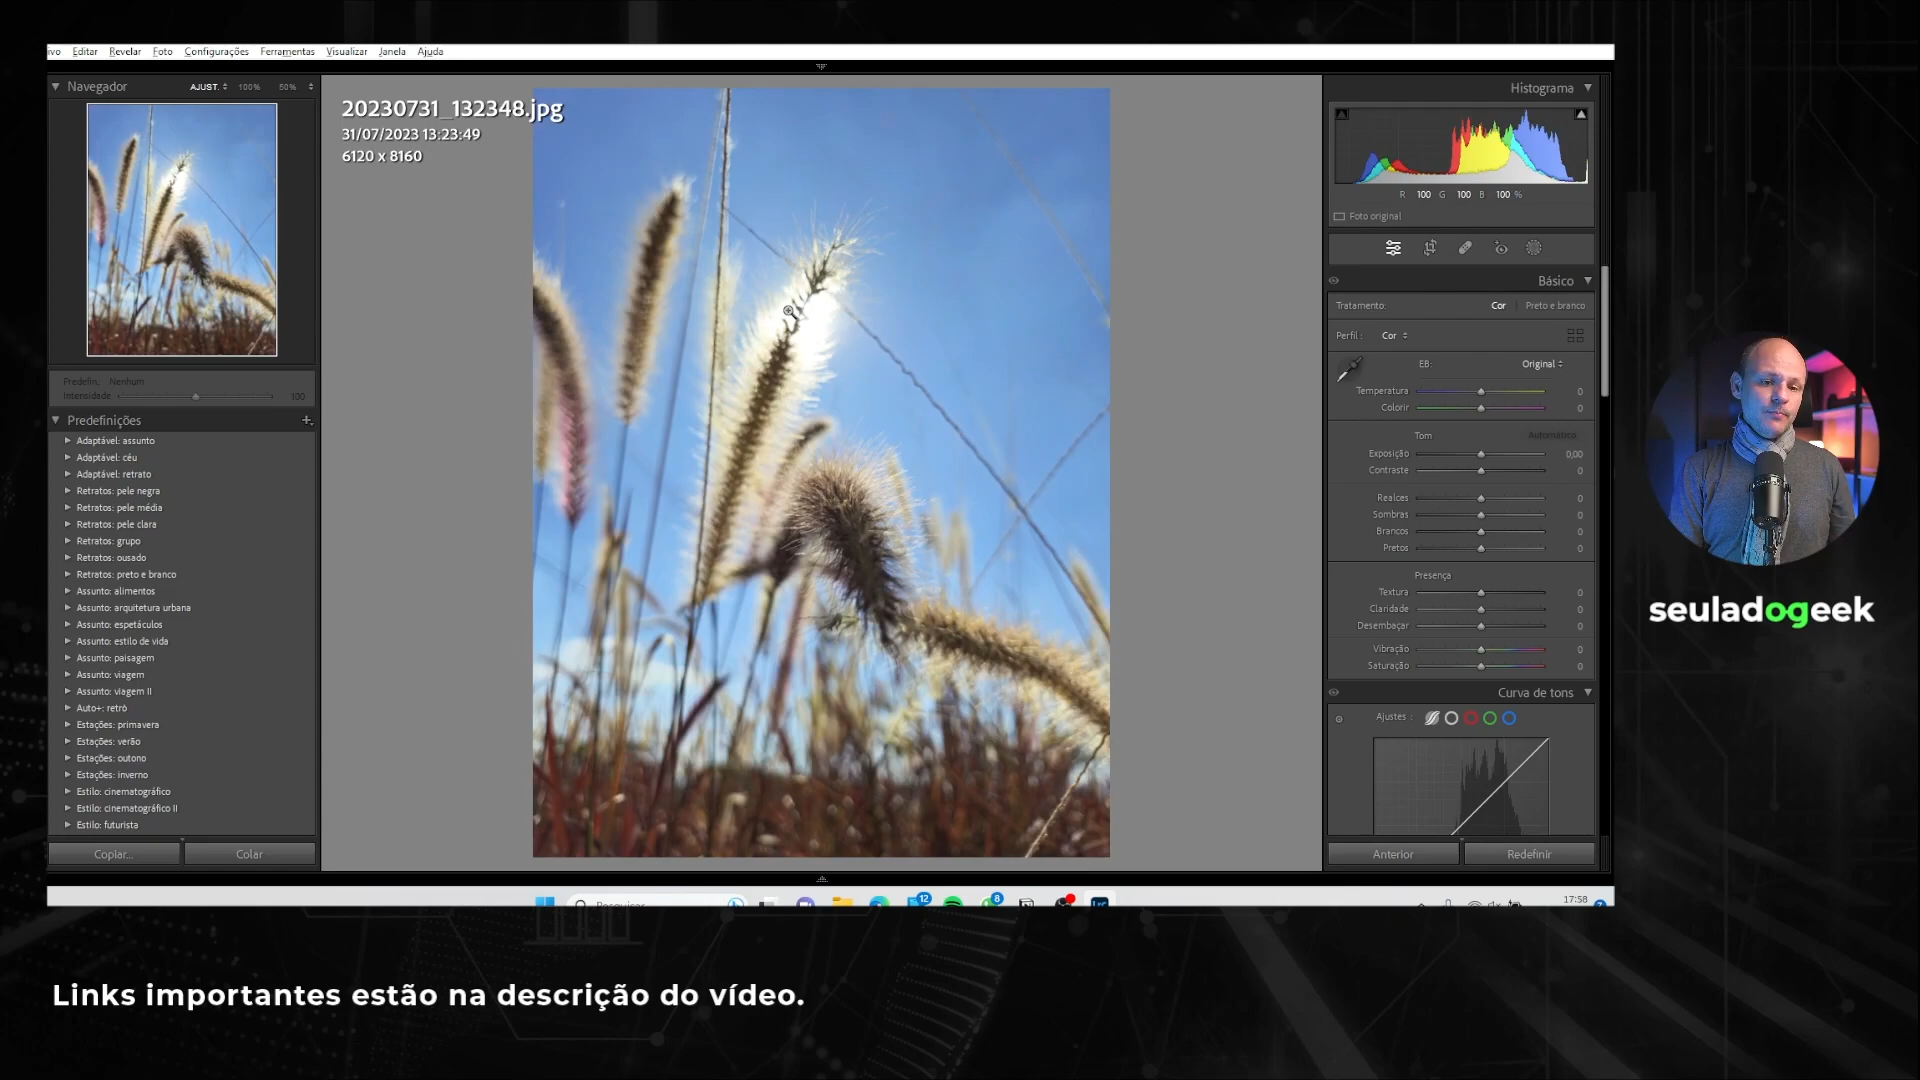 ivo Editar Revelar Foto Configurações Ferramentas Visualizar Janela Ajuda
Navegador AJUST. 100% 50%
Predefin.: Nenhum
Intensidade 100
Predefinições
Adaptável: assunto
Adaptável: céu
Adaptável: retrato
Retratos: pele negra
Retratos: pele média
Retratos: pele clara
Retratos: grupo
Retratos: ousado
Retratos: preto e branco
Assunto: alimentos
Assunto: arquitetura urbana
Assunto: espetáculos
Assunto: estilo de vida
Assunto: paisagem
Assunto: viagem
Assunto: viagem II
Auto+: retrô
Estações: primavera
Estações: verão
Estações: outono
Estações: inverno
Estilo: cinematográfico
Estilo: cinematográfico II
Estilo: futurista
Copiar... Colar
20230731_132348.jpg
31/07/2023 13:23:49
6120 x 8160
Histograma
R 100 G 100 B 100 %
Foto original
Básico
Tratamento: Cor Preto e branco
Perfil: Cor
EB: Original
Temperatura 0
Colorir 0
Tom Automático
Exposição 0,00
Contraste 0
Realces 0
Sombras 0
Brancos 0
Pretos 0
Presença
Textura 0
Claridade 0
Desembaçar 0
Vibração 0
Saturação 0
Curva de tons
Ajustes :
Anterior Redefinir
Pesquisar 12 8 Lrc 17:58
seuladogeek
Links importantes estão na descrição do vídeo.